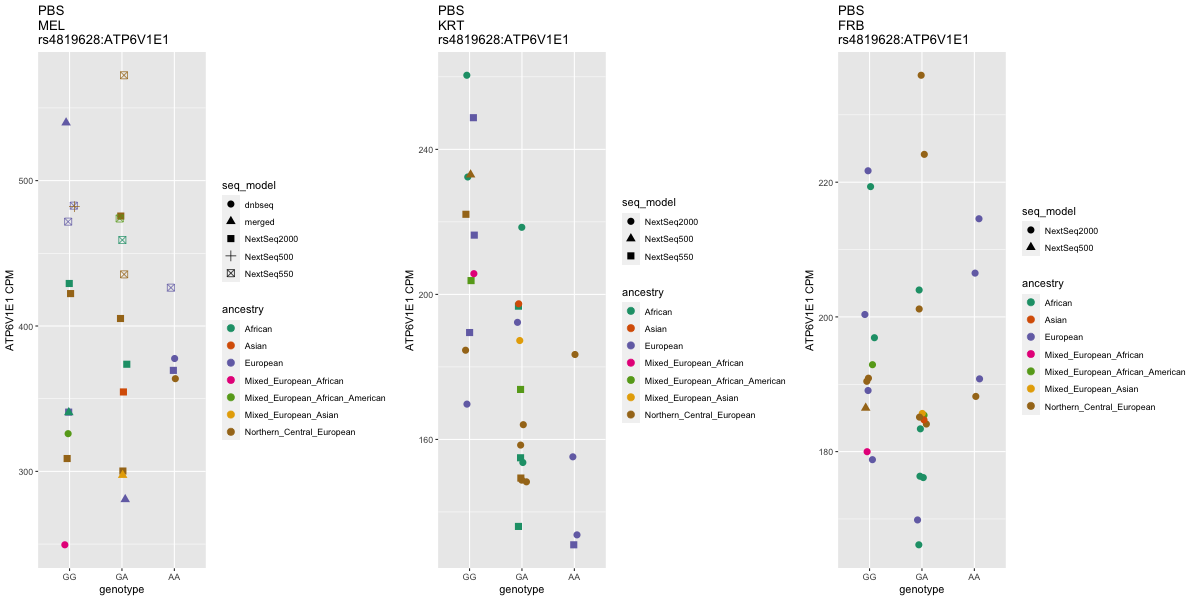 PBS
MEL
rs4819628:ATP6V1E1
500
400
300
ATP6V1E1 CPM
GG
GA
AA
genotype
seq_model
dnbseq
merged
NextSeq2000
NextSeq500
NextSeq550
ancestry
African
Asian
European
Mixed_European_African
Mixed_European_African_American
Mixed_European_Asian
Northern_Central_European
PBS
KRT
rs4819628:ATP6V1E1
240
200
160
ATP6V1E1 CPM
GG
GA
AA
genotype
seq_model
NextSeq2000
NextSeq500
NextSeq550
ancestry
African
Asian
European
Mixed_European_African
Mixed_European_African_American
Mixed_European_Asian
Northern_Central_European
PBS
FRB
rs4819628:ATP6V1E1
220
200
180
ATP6V1E1 CPM
GG
GA
AA
genotype
seq_model
NextSeq2000
NextSeq500
ancestry
African
Asian
European
Mixed_European_African
Mixed_European_African_American
Mixed_European_Asian
Northern_Central_European